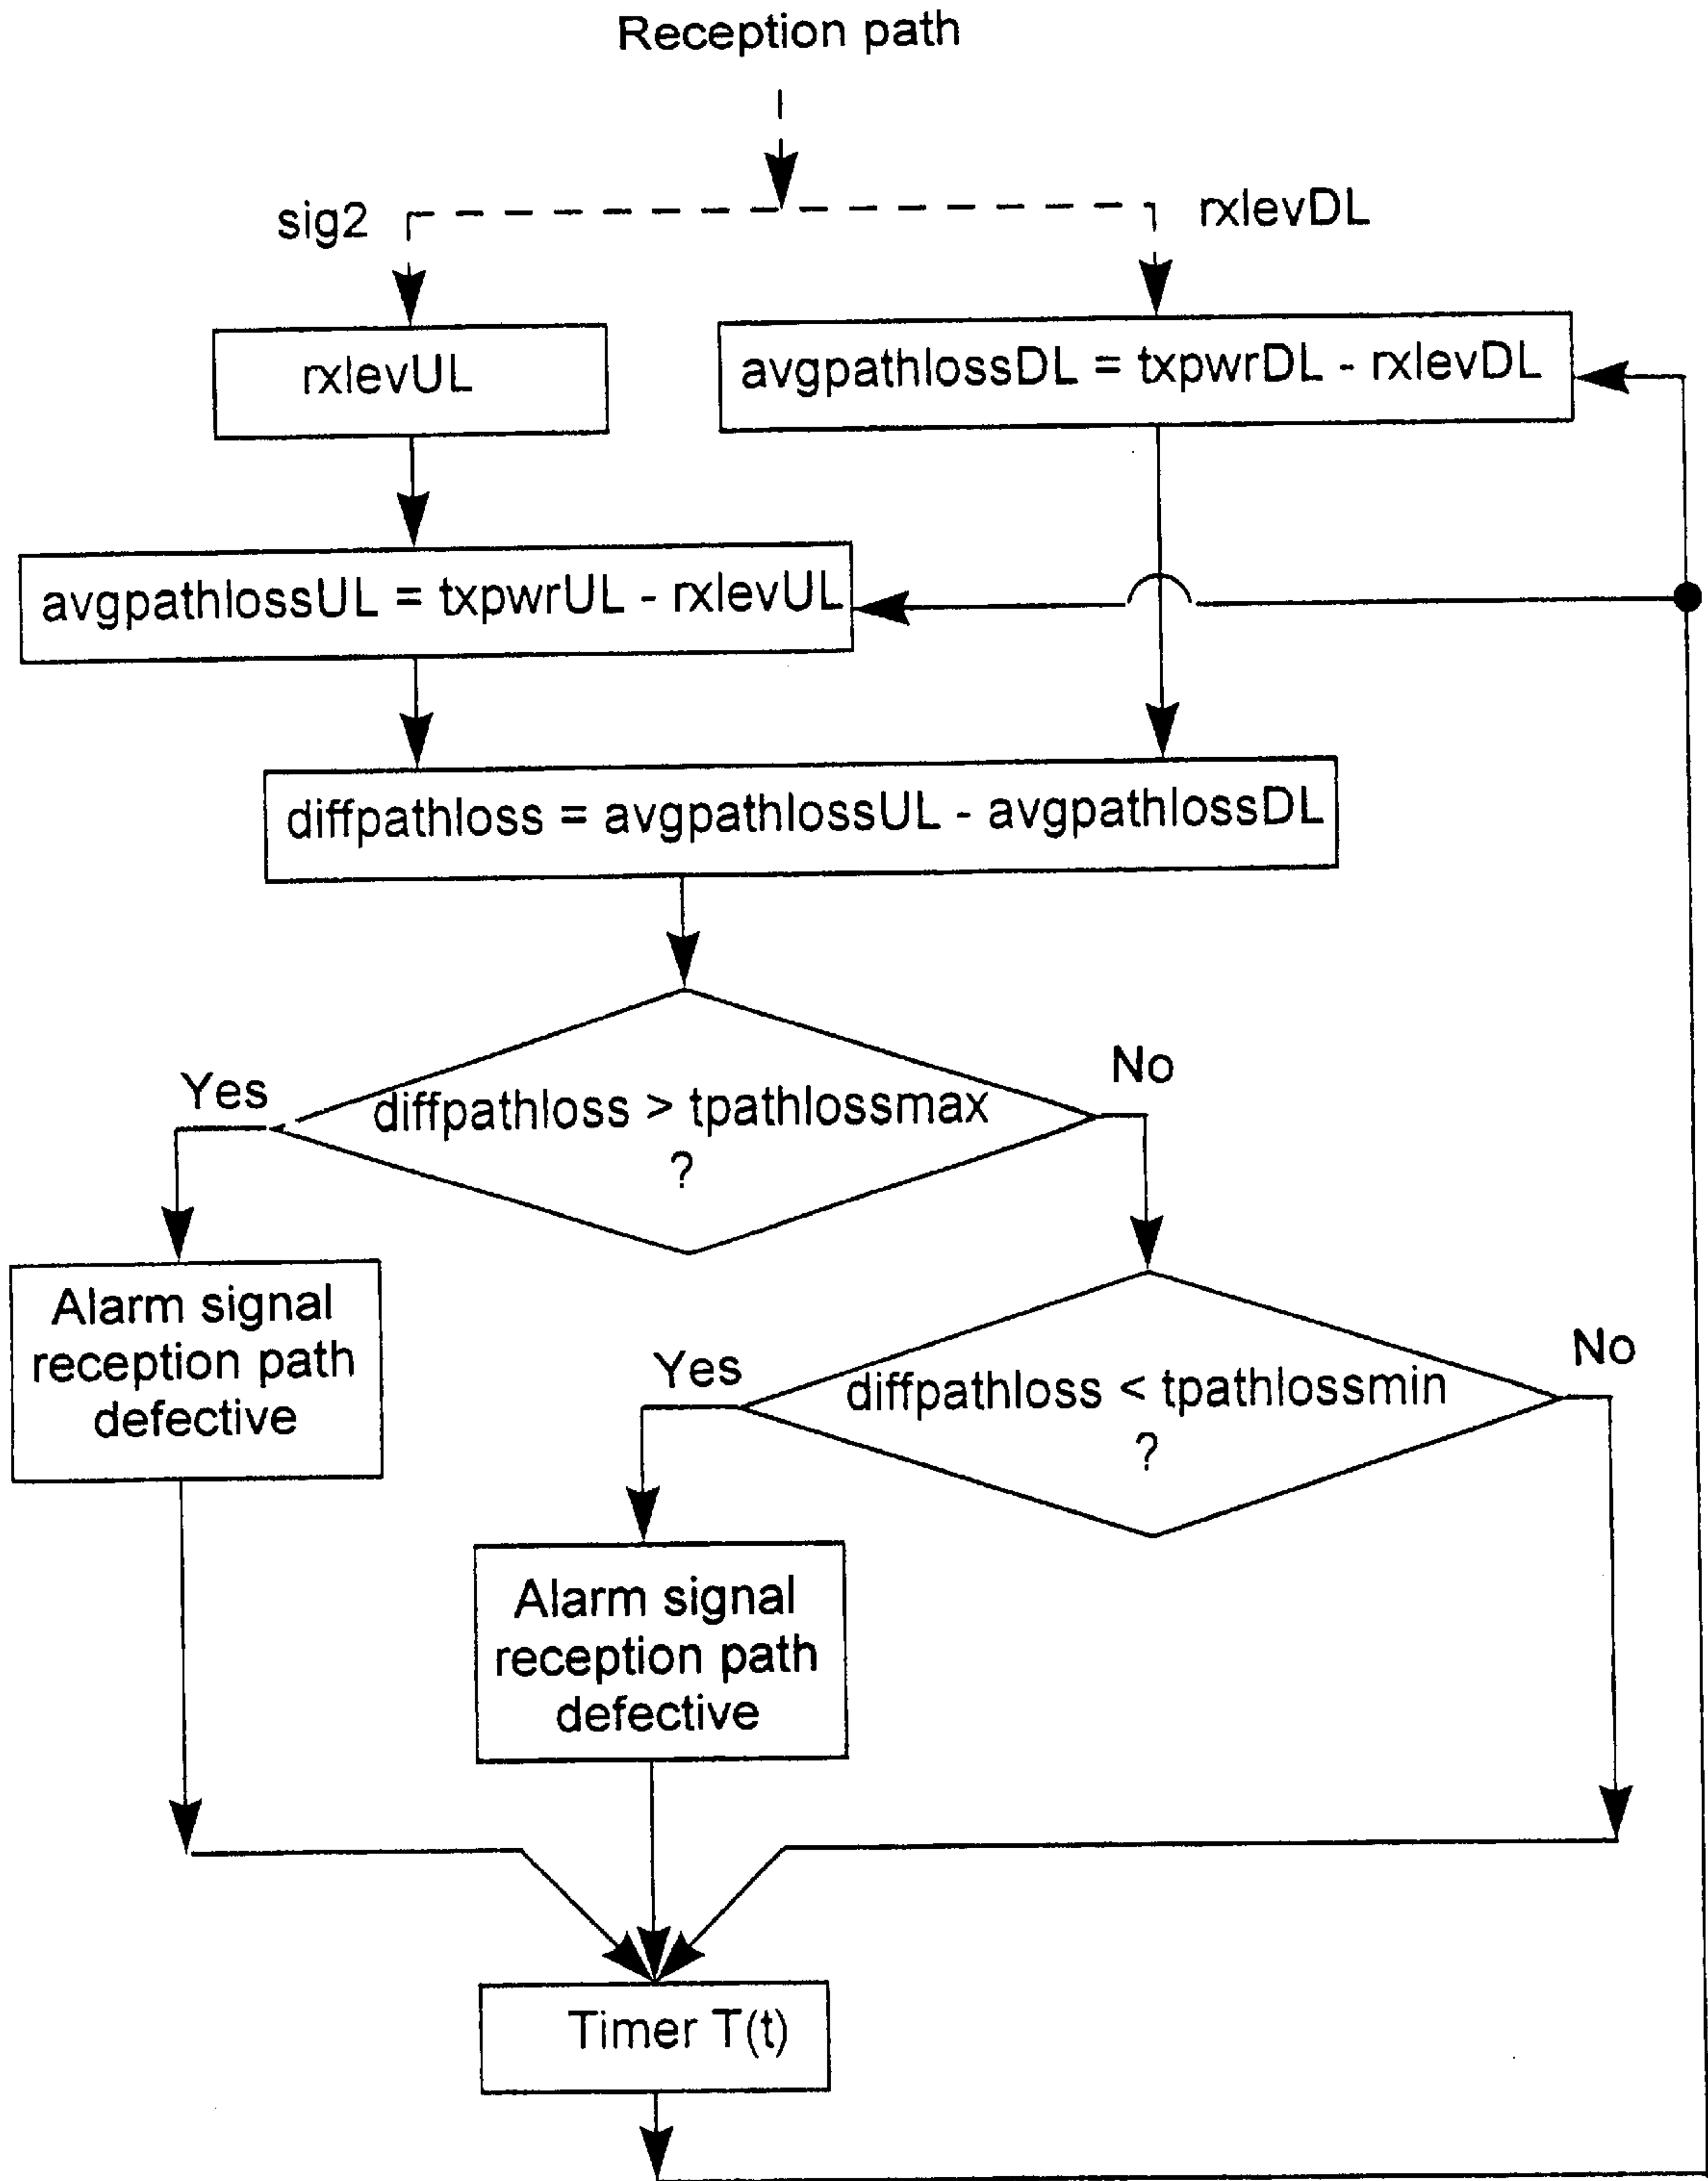 Reception path
sig2
rxlevDL
rxlevUL
avgpathlossDL = txpwrDL - rxlevDL
avgpathlossUL = txpwrUL - rxlevUL
diffpathloss = avgpathlossUL - avgpathlossDL
Yes
No
diffpathloss > tpathlossmax
?
Alarm signal
reception path
defective
Yes
No
diffpathloss < tpathlossmin
?
Alarm signal
reception path
defective
Timer T(t)